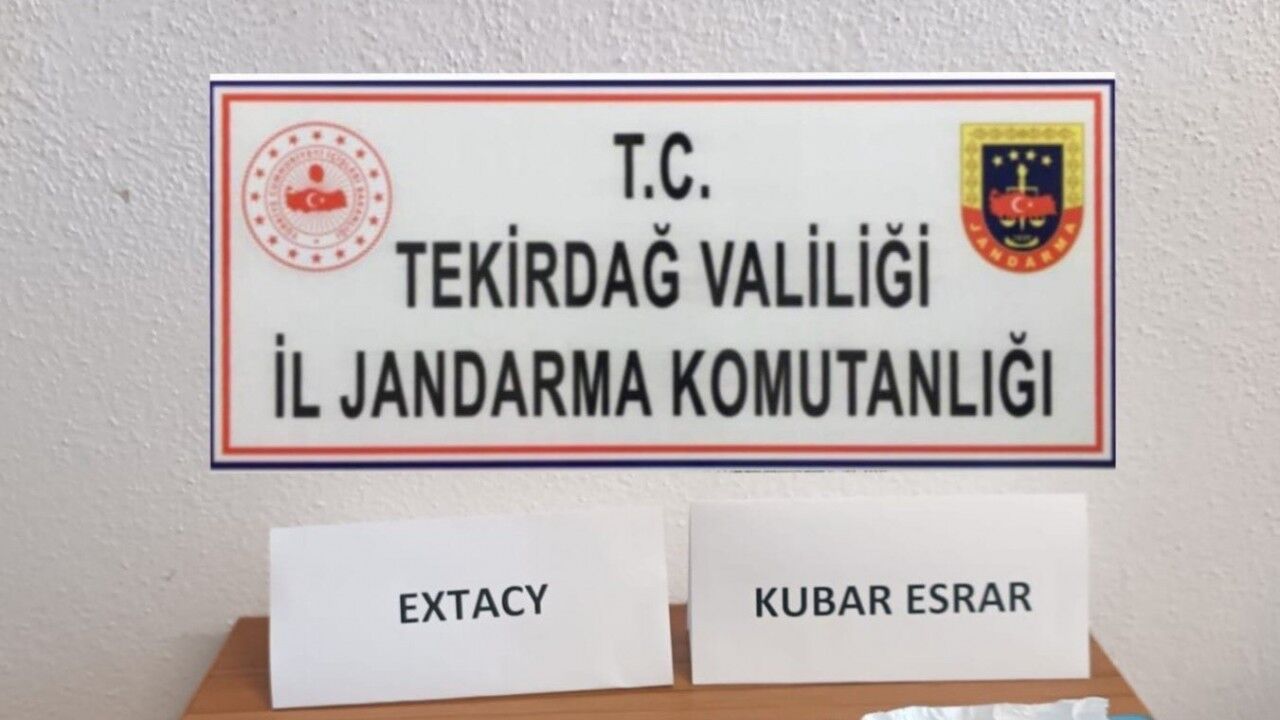 T.C.
TEKİRDAĞ VALİLİĞİ
İL JANDARMA KOMUTANLIĞI
JANDARMA
EXTACY
KUBAR ESRAR